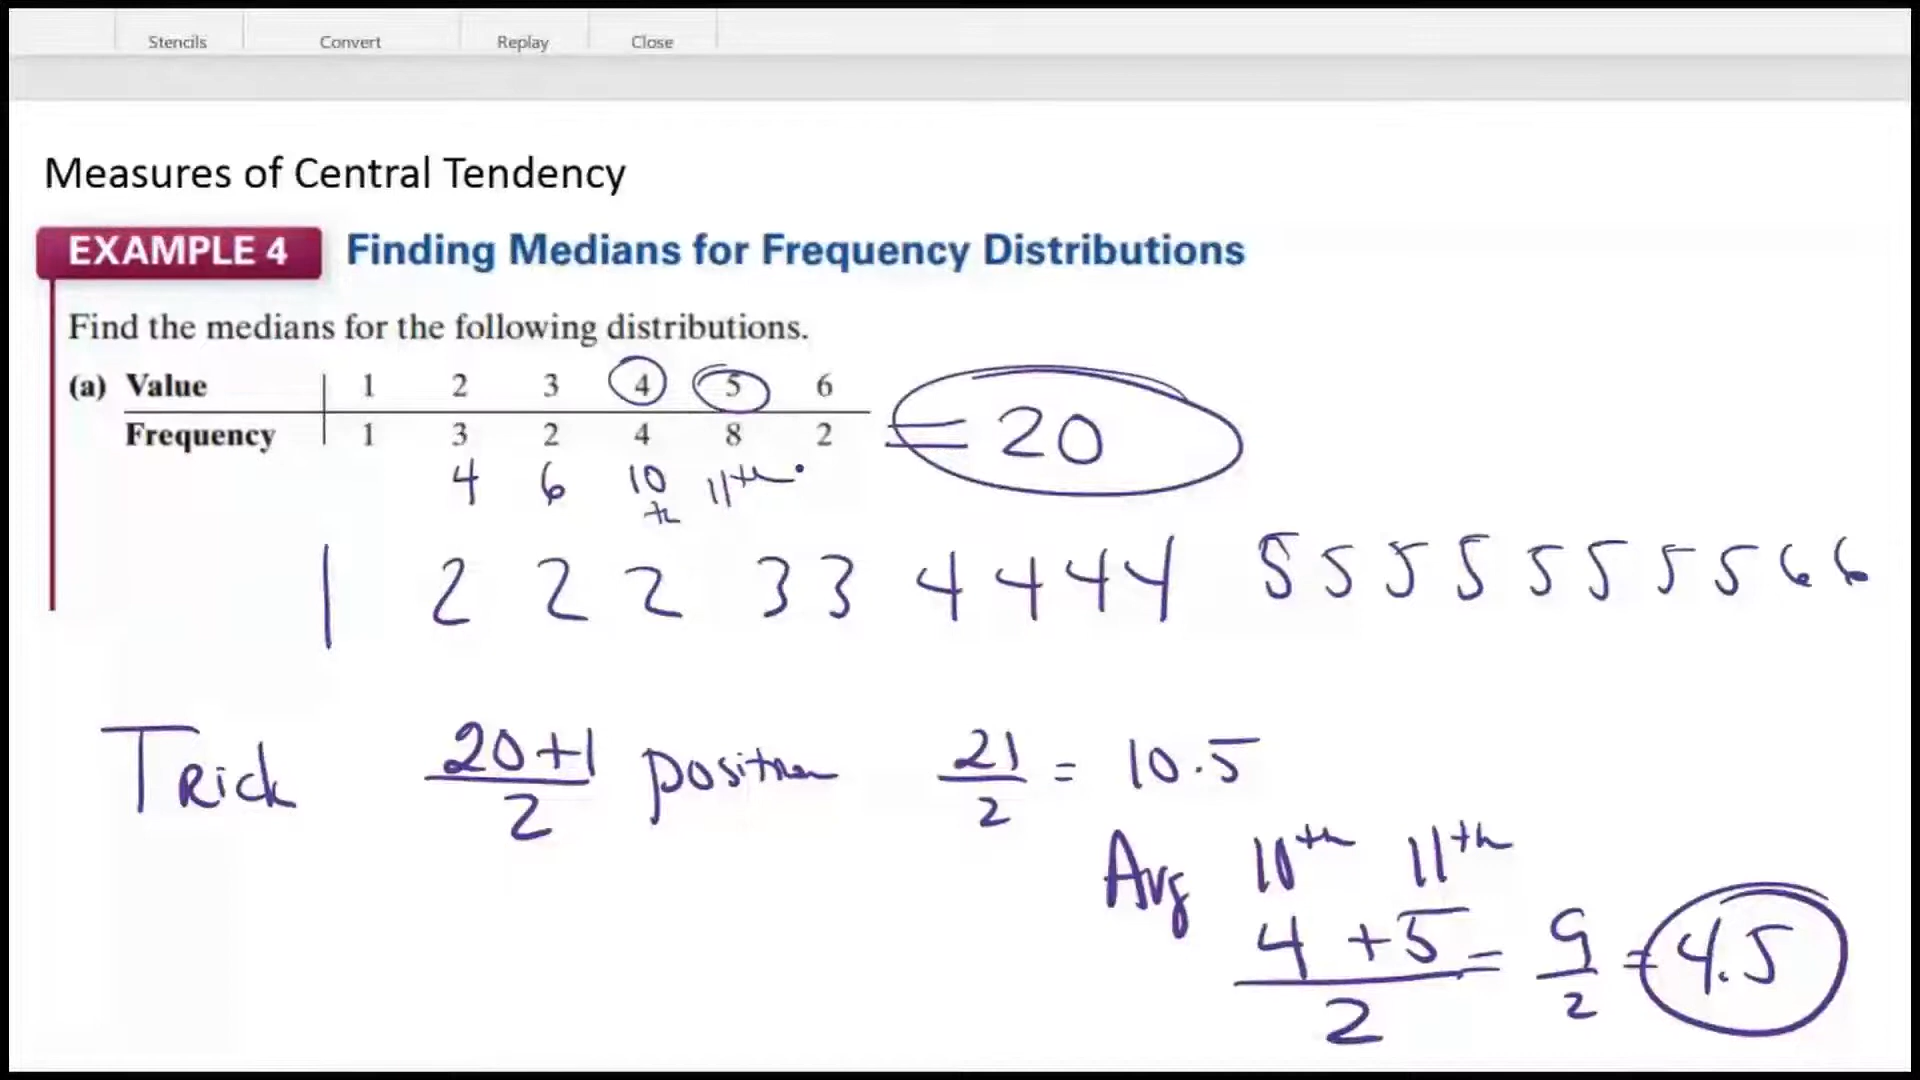 Stencils Convert Replay Close
Measures of Central Tendency
EXAMPLE 4 Finding Medians for Frequency Distributions
Find the medians for the following distributions.
(a) Value 1 2 3 4 5 6
Frequency 1 3 2 4 8 2 = 20
4 6 10th 11th
1 2 2 2 3 3 4 4 4 4 5 5 5 5 5 5 5 5 6 6
Trick 20+1/2 position 21/2 = 10.5
Avg 10th 11th
4+5/2 = 9/2 = 4.5